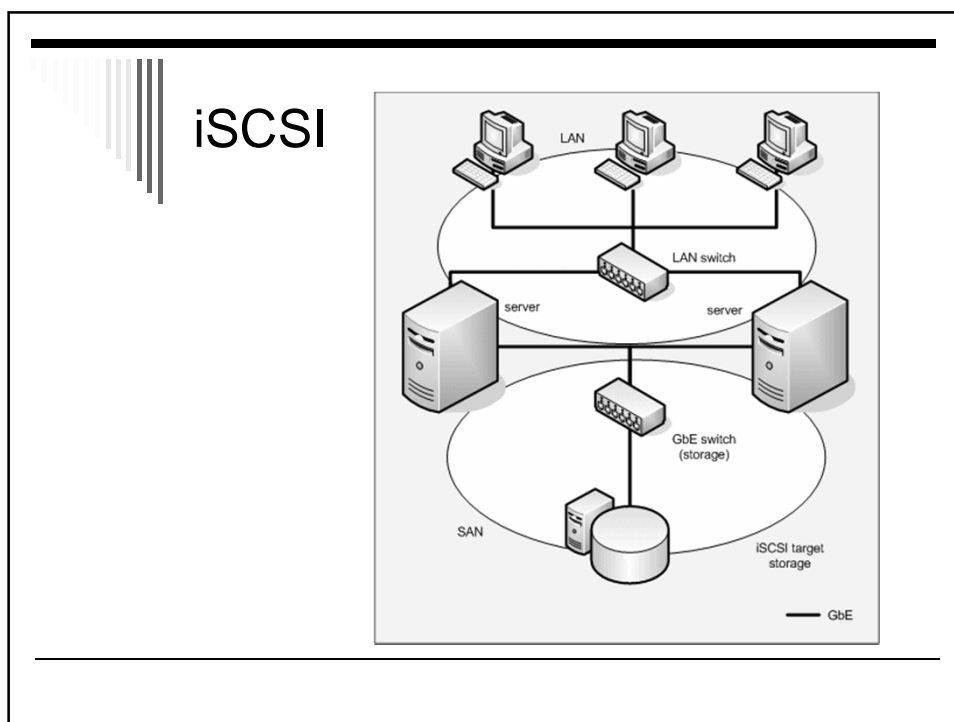 iSCSI
LAN
LAN switch
server
server
GbE switch
(storage)
SAN
iSCSI target
storage
GbE